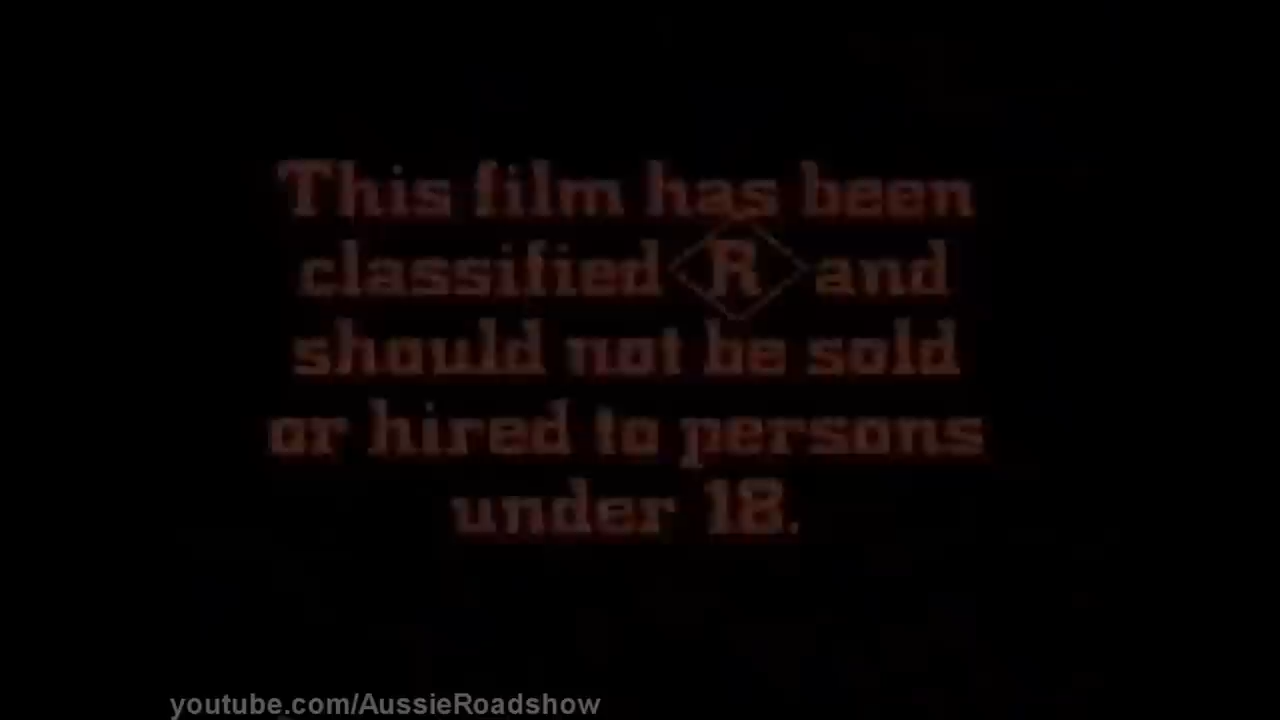 This film has been
classified R and
should not be sold
or hired to persons
under 18.
youtube.com/AussieRoadshow